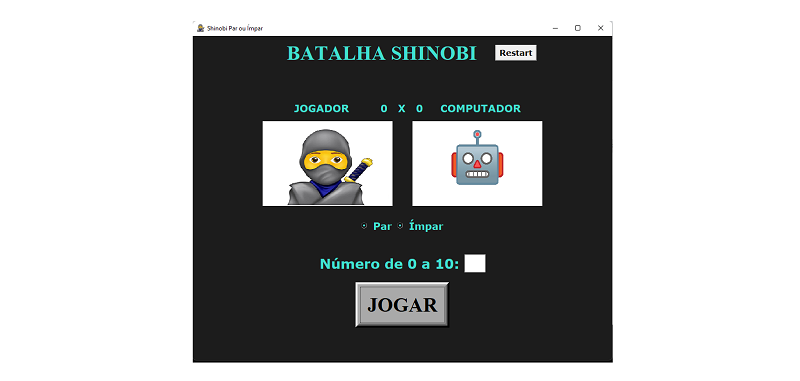 Shinobi Par ou Ímpar
BATALHA SHINOBI Restart
JOGADOR 0 X 0 COMPUTADOR
Par Ímpar
Número de 0 a 10:
JOGAR